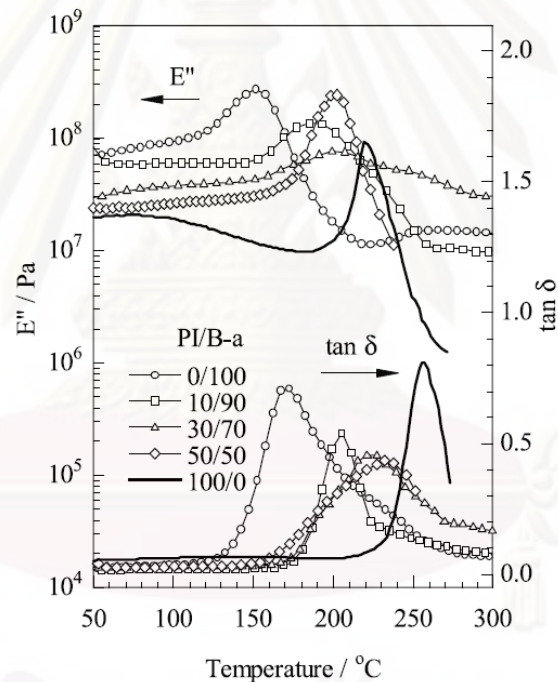 10⁹
10⁸
10⁷
10⁶
10⁵
10⁴
E" / Pa
2.0
1.5
1.0
0.5
0.0
tan δ
E"
PI/B-a
0/100
10/90
30/70
50/50
100/0
tan δ
50 100 150 200 250 300
Temperature / °C